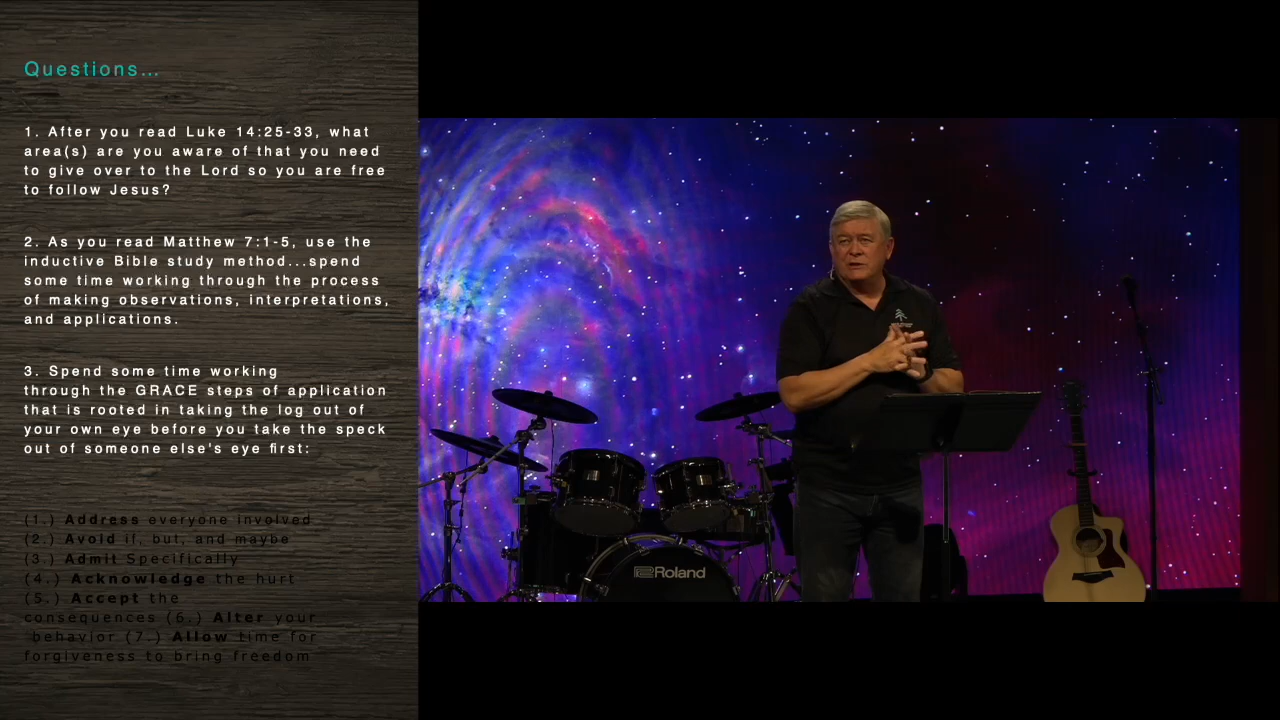 Questions...
1. After you read Luke 14:25-33, what
area(s) are you aware of that you need
to give over to the Lord so you are free
to follow Jesus?
2. As you read Matthew 7:1-5, use the
inductive Bible study method...spend
some time working through the process
of making observations, interpretations,
and applications.
3. Spend some time working
through the GRACE steps of application
that is rooted in taking the log out of
your own eye before you take the speck
out of someone else's eye first:
(1.) Address everyone involved
(2.) Avoid if, but, and maybe
(3.) Admit Specifically
(4.) Acknowledge the hurt
(5.) Accept the
consequences (6.) Alter your
behavior (7.) Allow time for
forgiveness to bring freedom
Roland